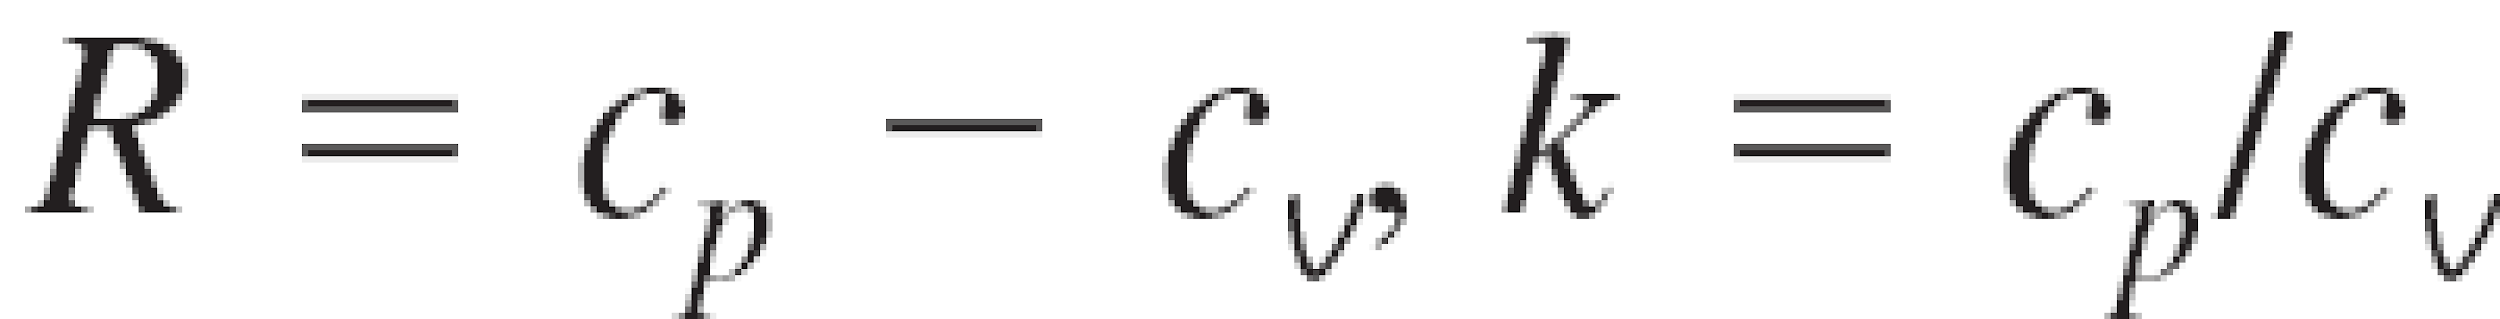 R = c_p − c_v, k = c_p/c_v